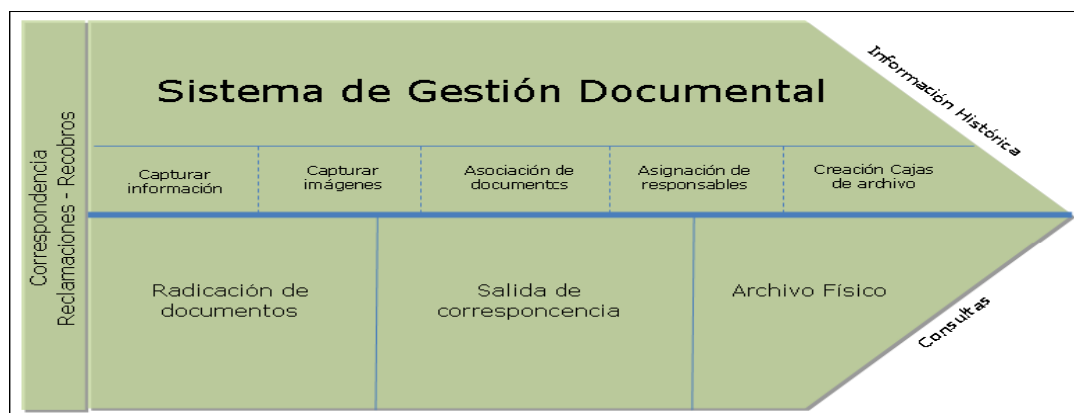 Correspondencia
Reclamaciones - Recobros
Sistema de Gestión Documental
Información Histórica
Capturar
información
Capturar
imágenes
Asociación de
documentcs
Asignación de
responsables
Creación Cajas
de archivo
Radicación de
documentos
Salida de
corresponcencia
Archivo Físico
Consultas